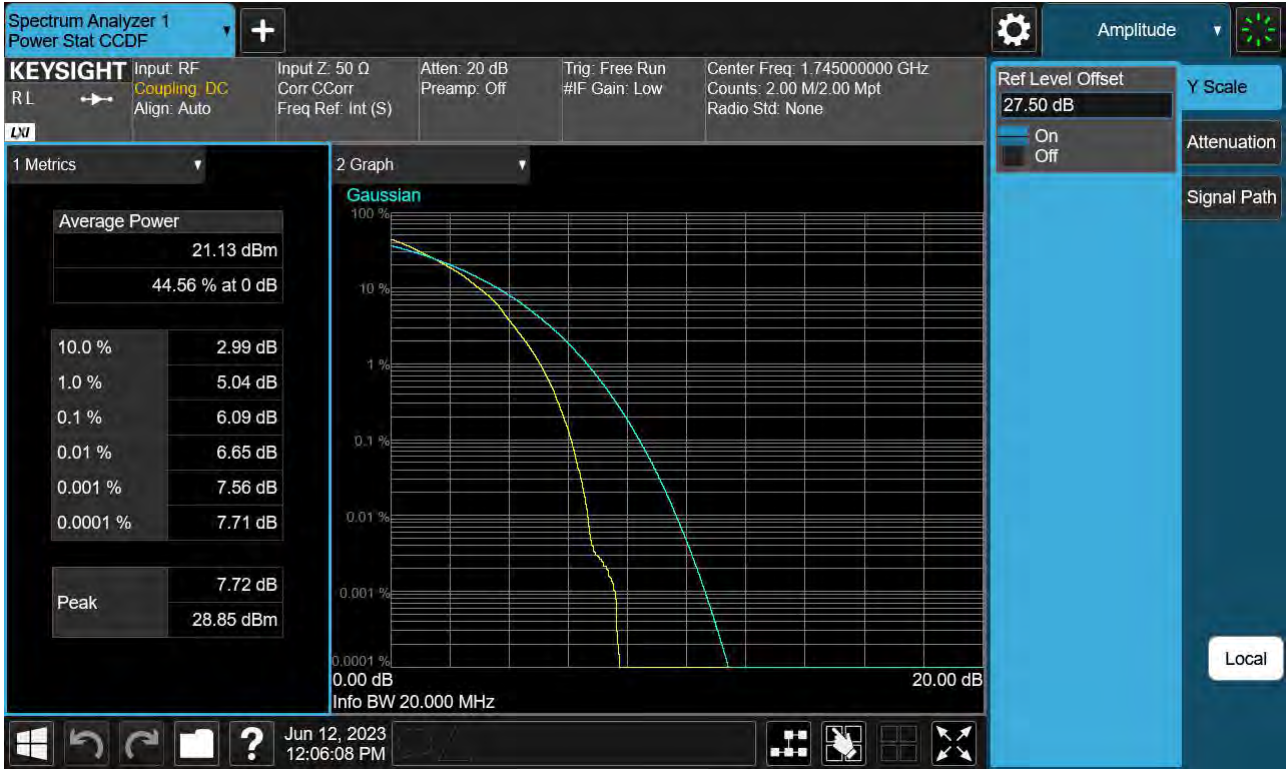 Spectrum Analyzer 1
Power Stat CCDF
Amplitude
KEYSIGHT
RL
LXI
Input: RF
Coupling: DC
Align: Auto
Input Z: 50 Ω
Corr CCorr
Freq Ref: Int (S)
Atten: 20 dB
Preamp: Off
Trig: Free Run
#IF Gain: Low
Center Freq: 1.745000000 GHz
Counts: 2.00 M/2.00 Mpt
Radio Std: None
Ref Level Offset
27.50 dB
On
Off
Y Scale
Attenuation
Signal Path
Local
1 Metrics
Average Power
21.13 dBm
44.56 % at 0 dB
10.0 % 2.99 dB
1.0 % 5.04 dB
0.1 % 6.09 dB
0.01 % 6.65 dB
0.001 % 7.56 dB
0.0001 % 7.71 dB
Peak
7.72 dB
28.85 dBm
2 Graph
Gaussian
100 %
10 %
1 %
0.1 %
0.01 %
0.001 %
0.0001 %
0.00 dB 20.00 dB
Info BW 20.000 MHz
?
Jun 12, 2023
12:06:08 PM